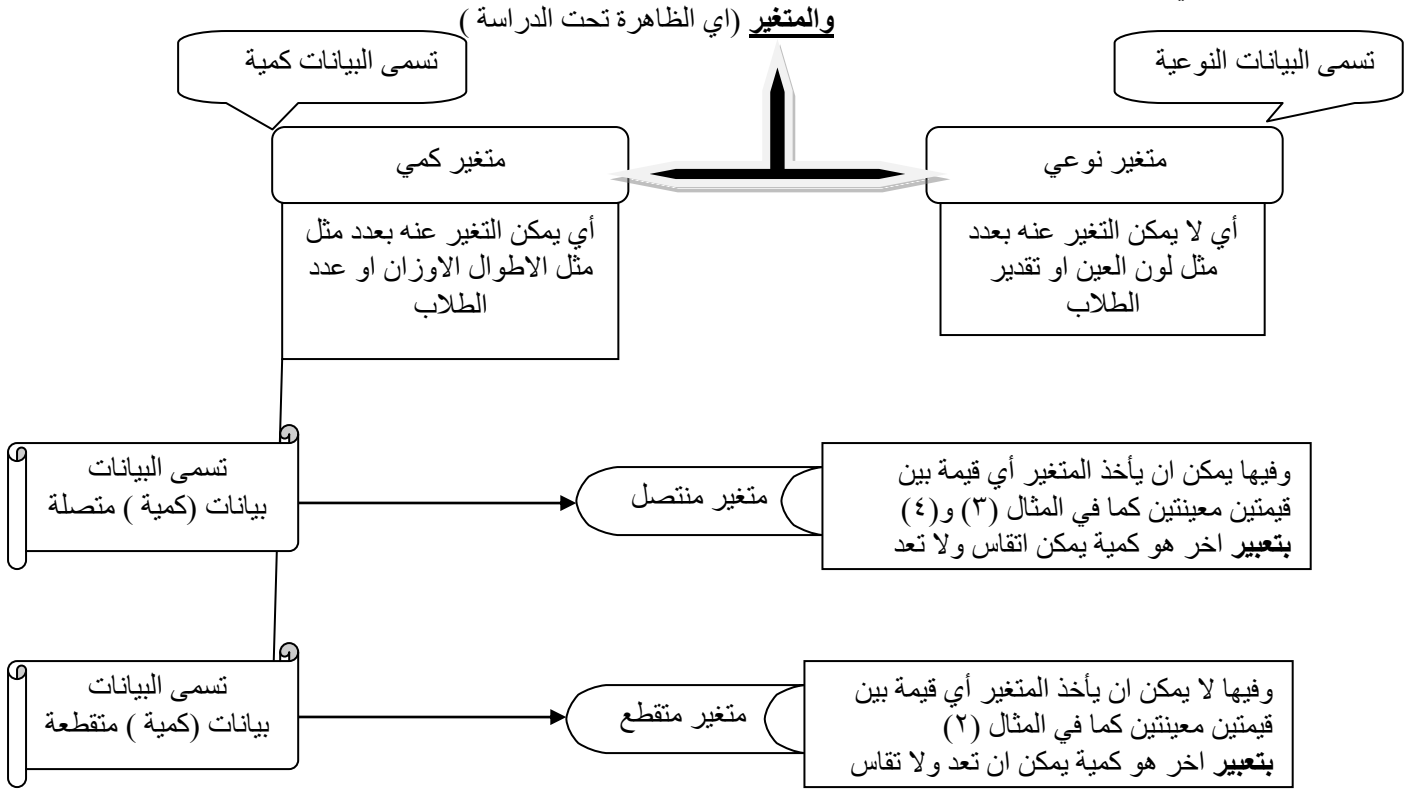 والمتغير (اي الظاهرة تحت الدراسة )
تسمى البيانات النوعية
تسمى البيانات كمية
متغير نوعي
متغير كمي
أي لا يمكن التغير عنه بعدد
مثل لون العين او تقدير
الطلاب
أي يمكن التغير عنه بعدد مثل
مثل الاطوال الاوزان او عدد
الطلاب
تسمى البيانات
بيانات (كمية ) متصلة
متغير منتصل
وفيها يمكن ان يأخذ المتغير أي قيمة بين
قيمتين معينتين كما في المثال (٣) و(٤)
بتعبير اخر هو كمية يمكن اتقاس ولا تعد
تسمى البيانات
بيانات (كمية ) متقطعة
متغير متقطع
وفيها لا يمكن ان يأخذ المتغير أي قيمة بين
قيمتين معينتين كما في المثال (٢)
بتعبير اخر هو كمية يمكن ان تعد ولا تقاس